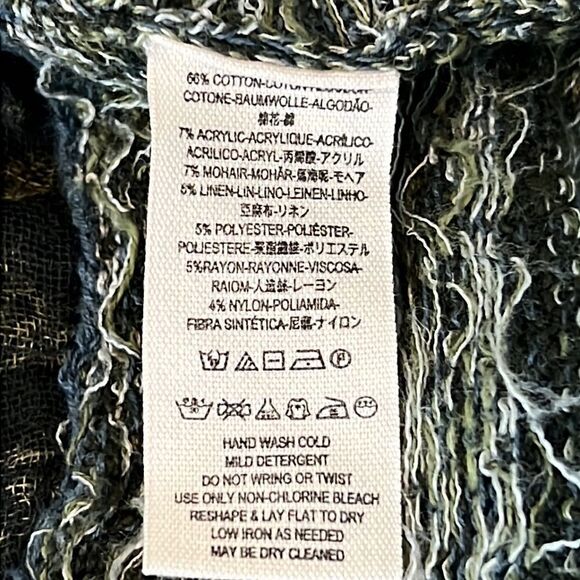 66% COTTON-COTON-ALGODON-
COTONE-BAUMWOLLE-ALGODÃO-
棉花-綿
7% ACRYLIC-ACRYLIQUE-ACRÍLICO-
ACRILICO-ACRYL-丙烯酸-アクリル
7% MOHAIR-MOHÄR-馬海呢-モヘア
5% LINEN-LIN-LINO-LEINEN-LINHO-
亞麻布-リネン
5% POLYESTER-POLIÉSTER-
POLIESTERE-聚酯纖維-ポリエステル
5%RAYON-RAYONNE-VISCOSA-
RAIOM-人造絲-レーヨン
4% NYLON-POLIAMIDA-
FIBRA SINTÉTICA-尼龍-ナイロン
HAND WASH COLD
MILD DETERGENT
DO NOT WRING OR TWIST
USE ONLY NON-CHLORINE BLEACH
RESHAPE & LAY FLAT TO DRY
LOW IRON AS NEEDED
MAY BE DRY CLEANED